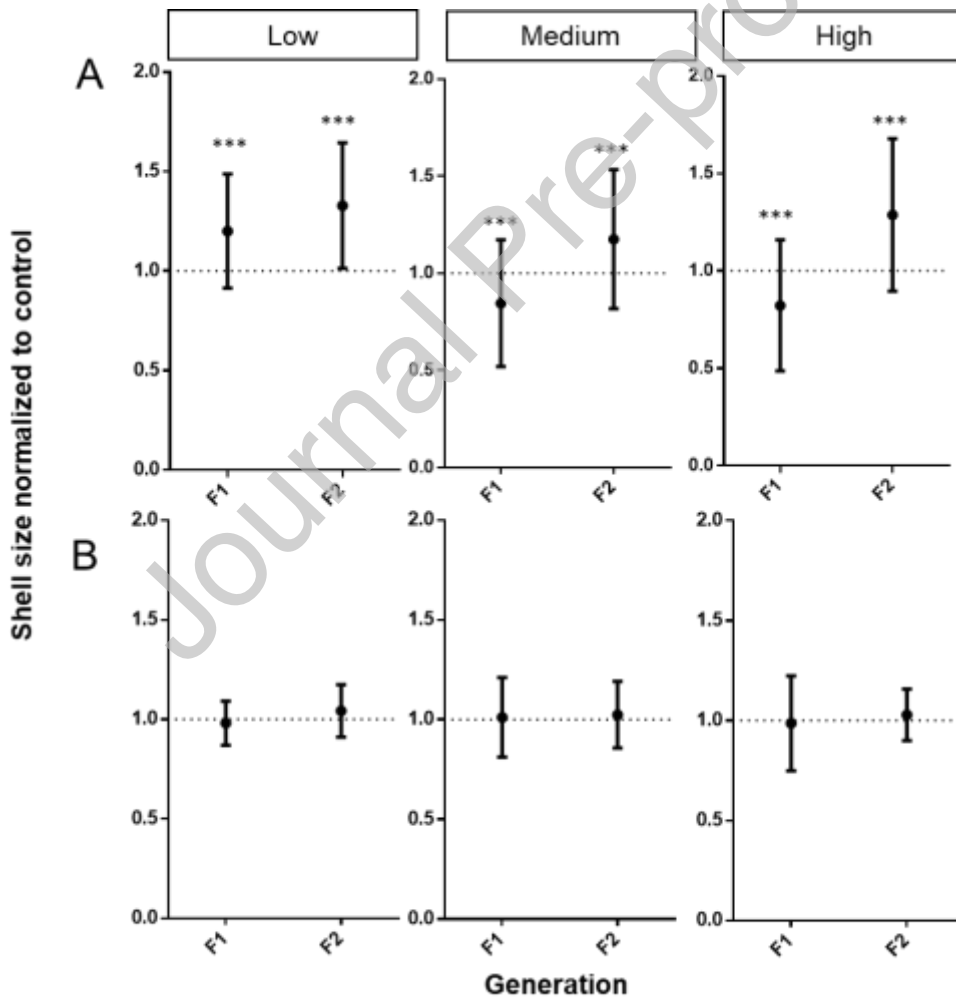 Low Medium High
A
2.0 2.0 2.0
*** *** *** *** *** ***
1.5 1.5 1.5
1.0 1.0 1.0
0.5 0.5 0.5
0.0 0.0 0.0
F1 F2 F1 F2 F1 F2
B
2.0 2.0 2.0
1.5 1.5 1.5
1.0 1.0 1.0
0.5 0.5 0.5
0.0 0.0 0.0
F1 F2 F1 F2 F1 F2
Shell size normalized to control
Generation
Journal Pre-pro